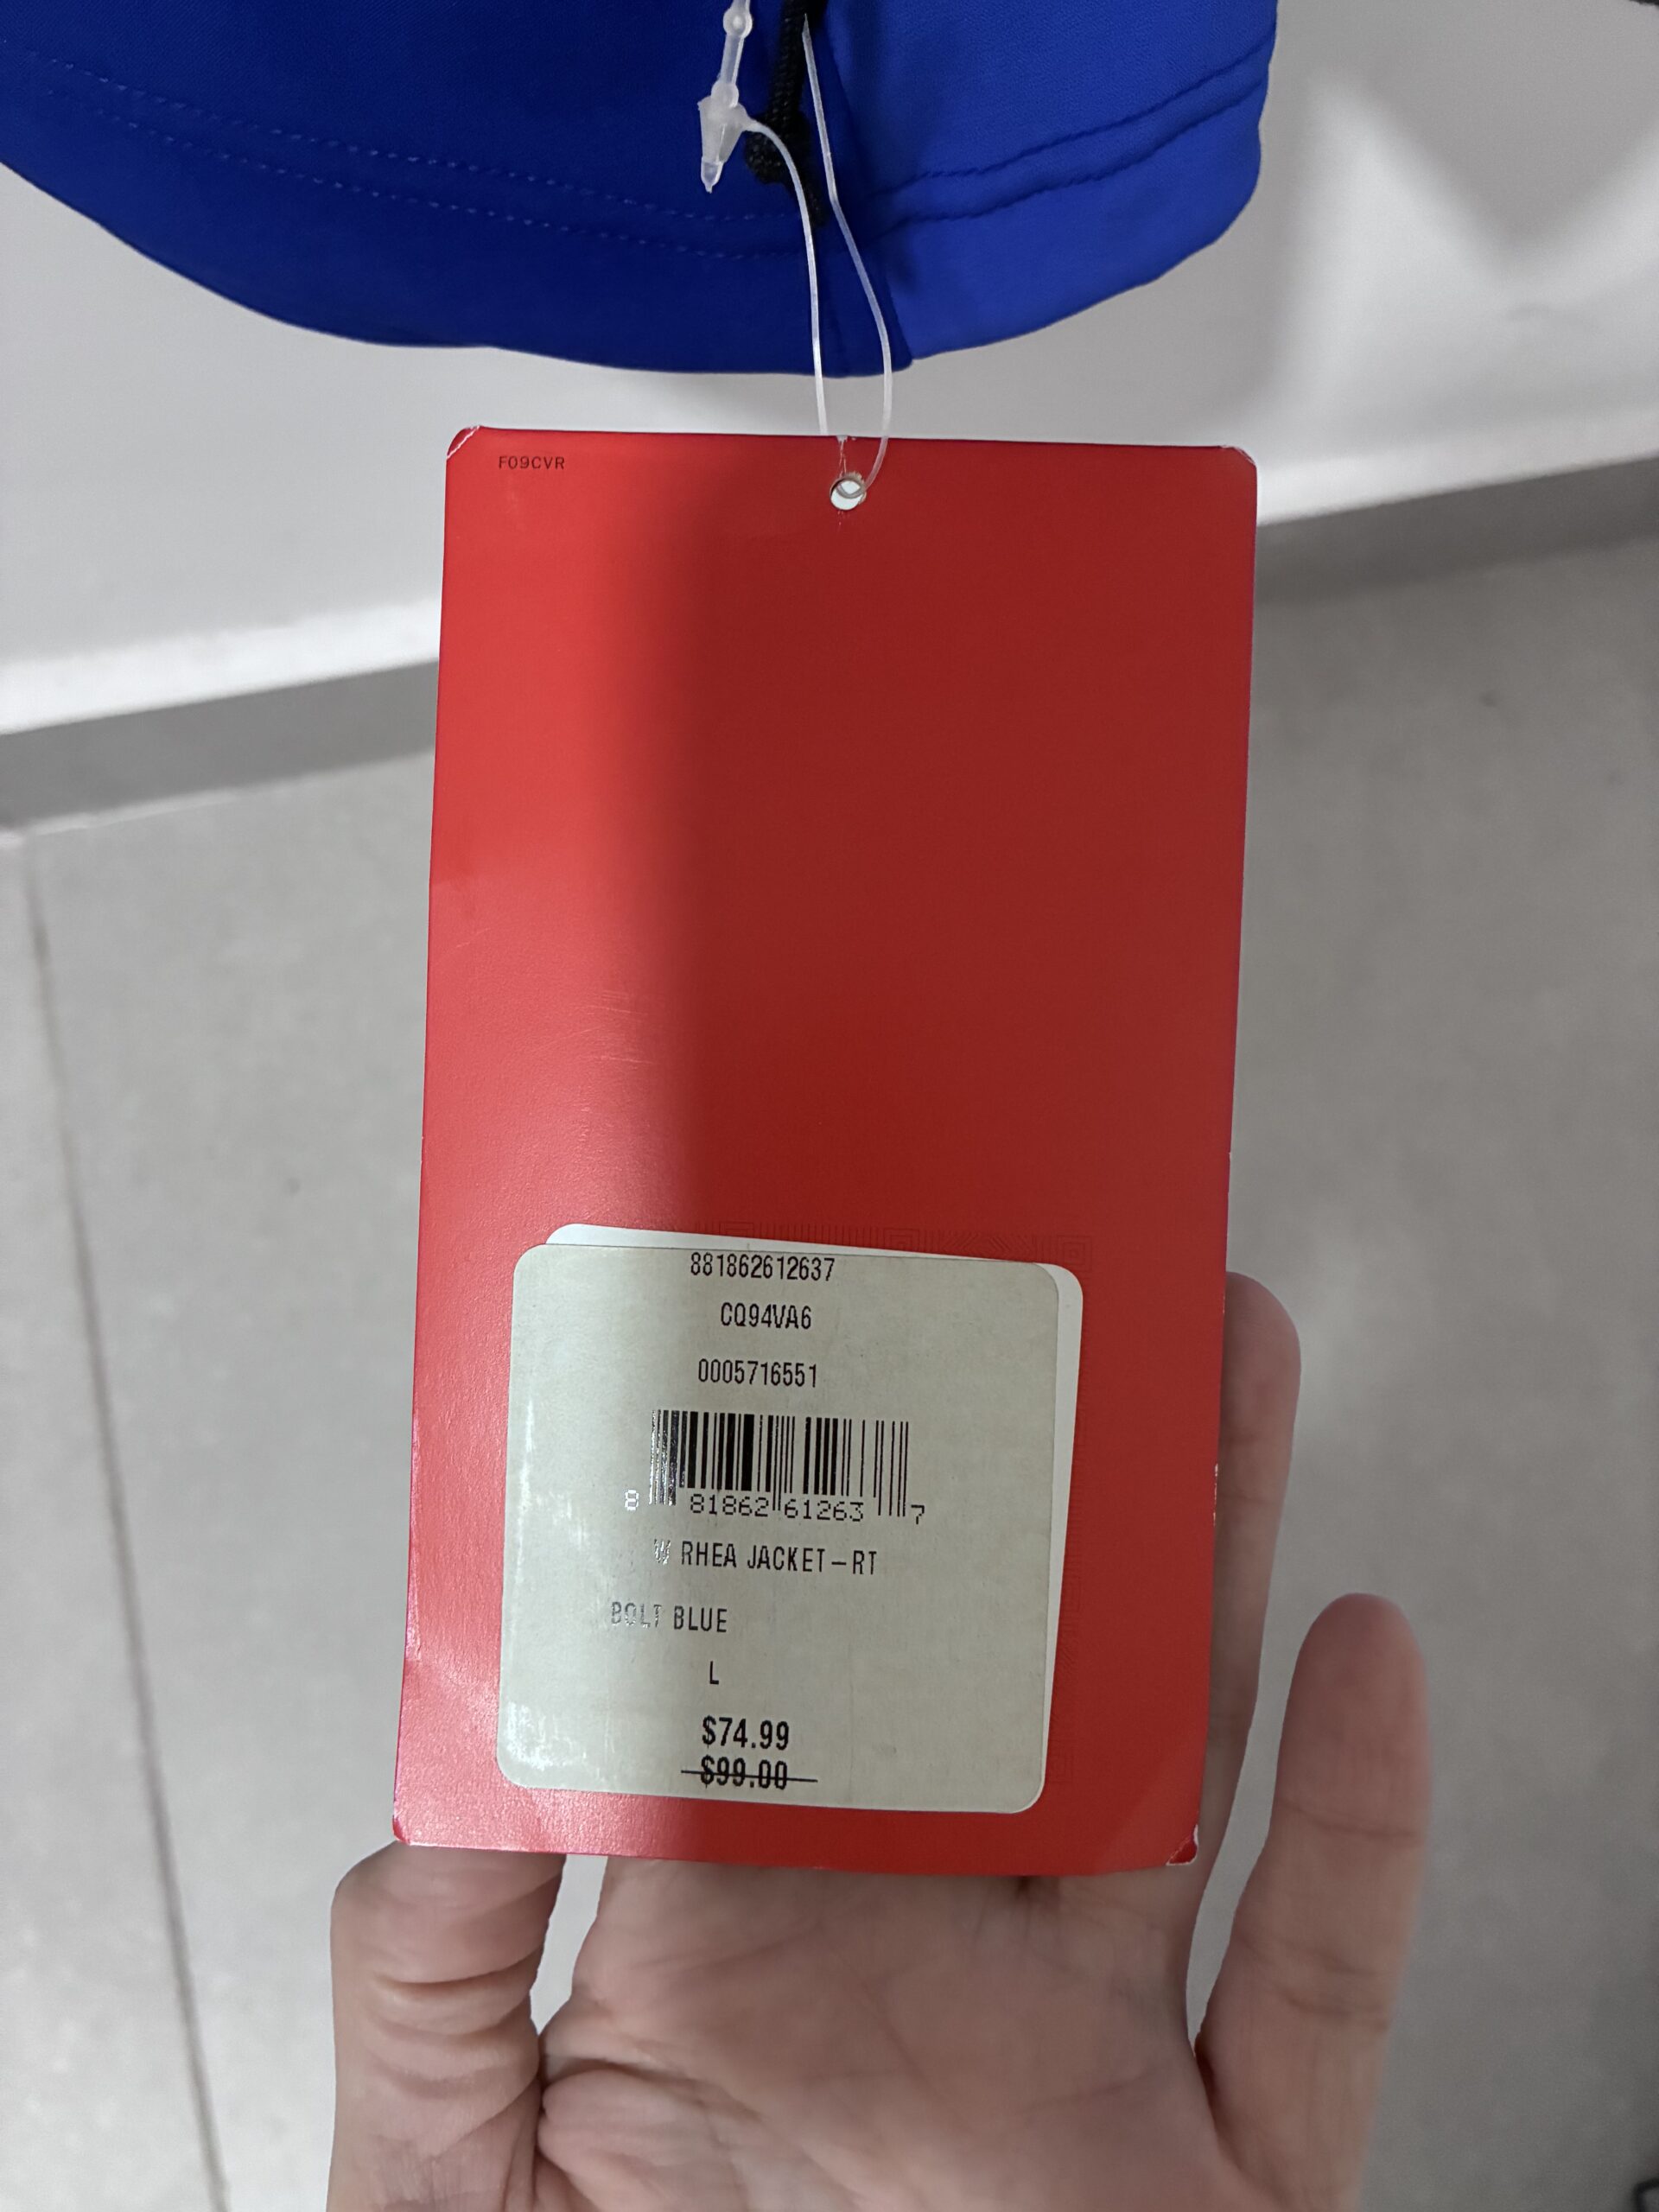 F09CVR
881862612637
CQ94VA6
0005716551
8 81862 61263 7
W RHEA JACKET-RT
BOLT BLUE
L
$74.99
$99.00